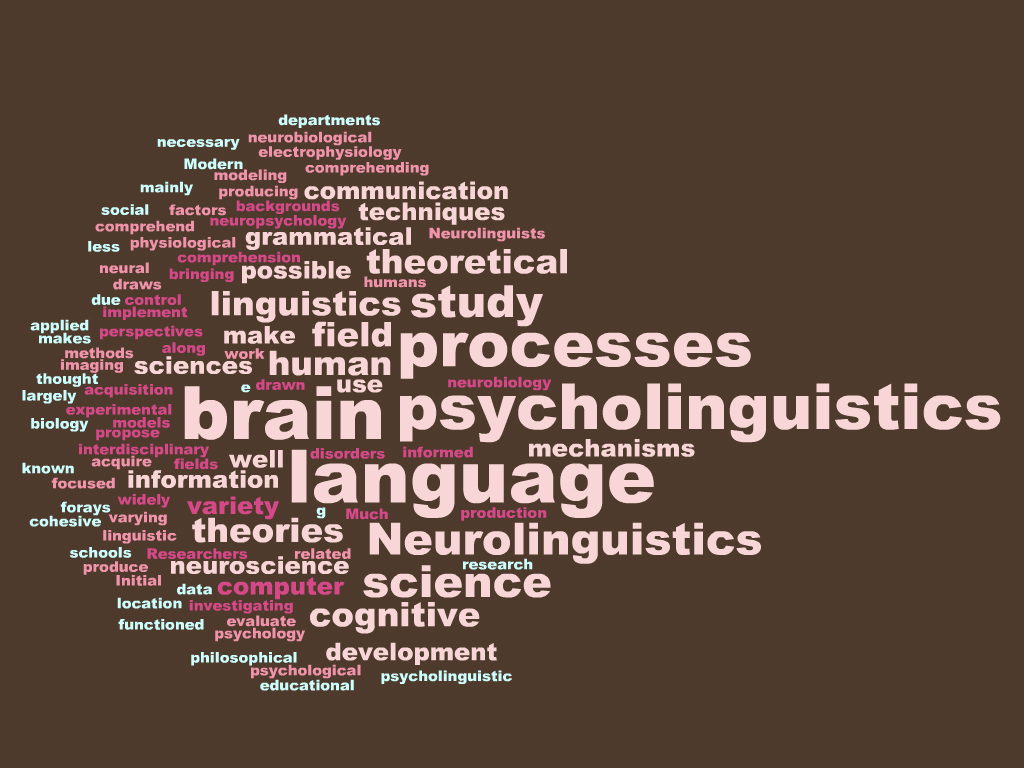 departments
necessary
neurobiological
electrophysiology
Modern
comprehending
modeling
mainly
producing
communication
social
factors
backgrounds
techniques
neuropsychology
comprehend
grammatical
Neurolinguists
less
physiological
comprehension
theoretical
neural
bringing
possible
draws
humans
due
control
linguistics
study
implement
applied
perspectives
make
field
processes
makes
methods
along
work
imaging
sciences
human
thought
acquisition
e
drawn
use
neurobiology
largely
experimental
brain
psycholinguistics
biology
models
propose
interdisciplinary
disorders
informed
mechanisms
known
acquire
fields
well
language
focused
information
widely
forays
variety
g
Much
production
cohesive
varying
linguistic
theories
Neurolinguistics
schools
Researchers
related
produce
neuroscience
research
Initial
data
computer
science
location
investigating
functioned
evaluate
cognitive
psychology
philosophical
development
psychological
psycholinguistic
educational